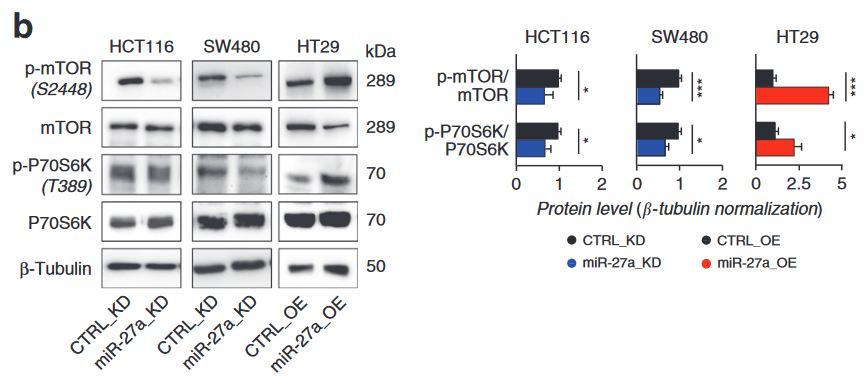 b
HCT116 SW480 HT29
kDa
p-mTOR
(S2448)
289
mTOR
289
p-P70S6K
(T389)
70
P70S6K
70
β-Tubulin
50
CTRL_KD
miR-27a_KD
CTRL_KD
miR-27a_KD
CTRL_OE
miR-27a_OE
HCT116 SW480 HT29
p-mTOR/
mTOR
* *** ***
p-P70S6K/
P70S6K
* * *
0 1 2 0 1 2 0 2.5 5
Protein level (β-tubulin normalization)
CTRL_KD CTRL_OE
miR-27a_KD miR-27a_OE